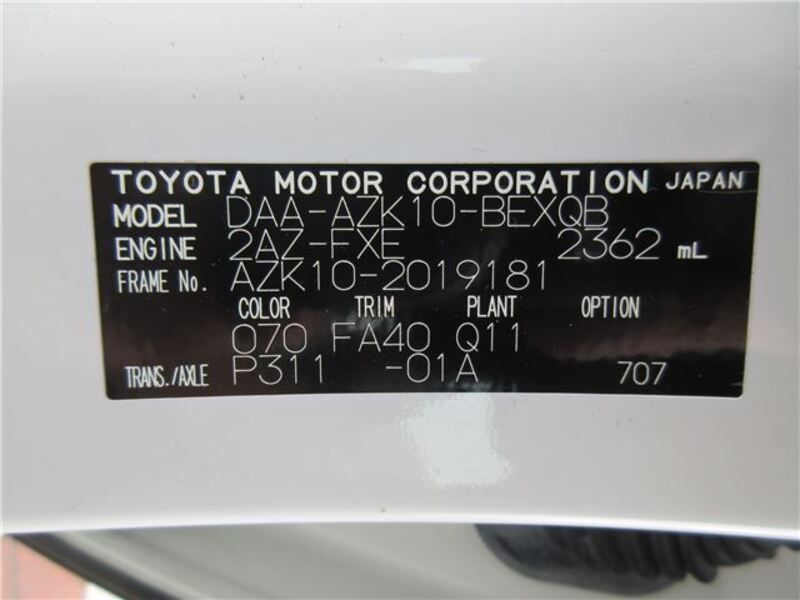 TOYOTA MOTOR CORPORATION JAPAN
MODEL DAA-AZK10-BEXQB
ENGINE 2AZ-FXE 2362 mL
FRAME No. AZK10-2019181
COLOR TRIM PLANT OPTION
070 FA40 Q11
TRANS./AXLE P311 -01A 707